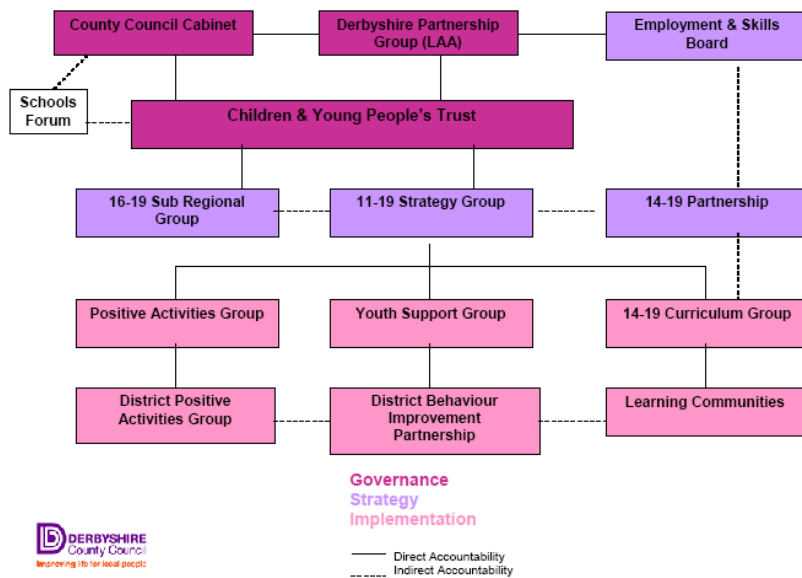 County Council Cabinet
Derbyshire Partnership
Group (LAA)
Employment & Skills
Board
Schools
Forum
Children & Young People's Trust
16-19 Sub Regional
Group
11-19 Strategy Group
14-19 Partnership
Positive Activities Group
Youth Support Group
14-19 Curriculum Group
District Positive
Activities Group
District Behaviour
Improvement
Partnership
Learning Communities
Governance
Strategy
Implementation
Direct Accountability
Indirect Accountability
DERBYSHIRE
County Council
Improving life for local people